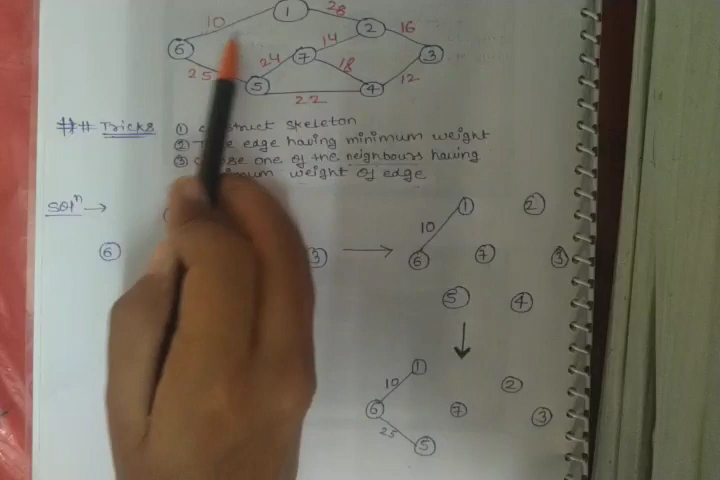 10 1 28
2 16
6 14 3
25 24 7 18 12
5 22 4
Tricks ① construct skeleton
② edge having minimum weight
③ one of the neighbours having
weight of edge
Solⁿ →
① ②
10
⑥ ③ → ⑥ ⑦ ③
⑤ ④
①
10 ②
⑥ ⑦ ③
25 ⑤